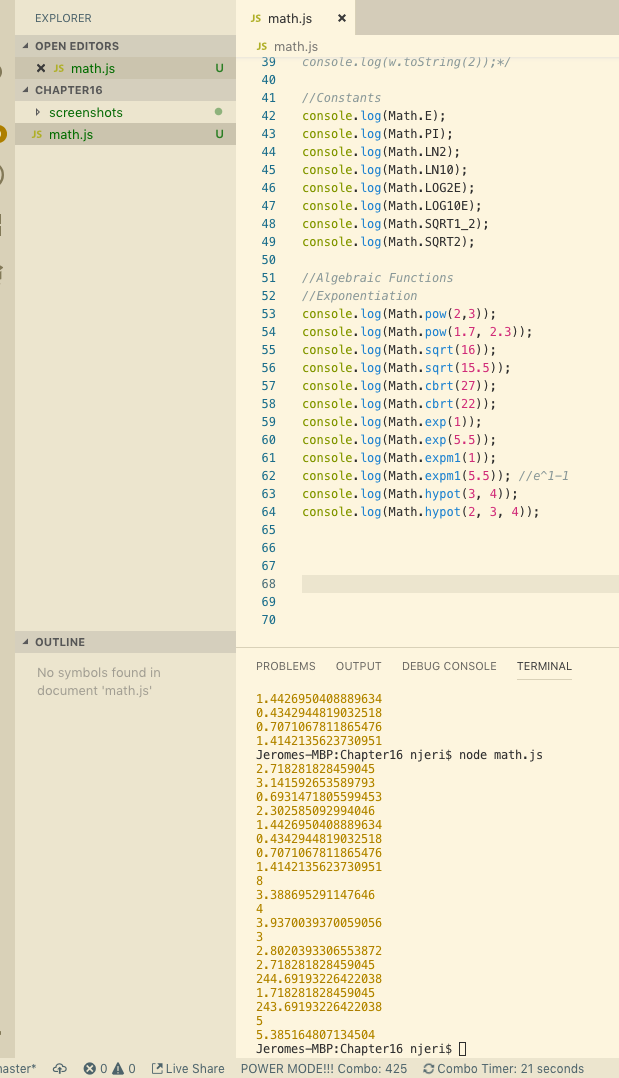 EXPLORER
OPEN EDITORS
JS math.js U
CHAPTER16
screenshots
JS math.js U
OUTLINE
No symbols found in
document 'math.js'
JS math.js
JS math.js
39 console.log(w.toString(2));*/
40
41 //Constants
42 console.log(Math.E);
43 console.log(Math.PI);
44 console.log(Math.LN2);
45 console.log(Math.LN10);
46 console.log(Math.LOG2E);
47 console.log(Math.LOG10E);
48 console.log(Math.SQRT1_2);
49 console.log(Math.SQRT2);
50
51 //Algebraic Functions
52 //Exponentiation
53 console.log(Math.pow(2,3));
54 console.log(Math.pow(1.7, 2.3));
55 console.log(Math.sqrt(16));
56 console.log(Math.sqrt(15.5));
57 console.log(Math.cbrt(27));
58 console.log(Math.cbrt(22));
59 console.log(Math.exp(1));
60 console.log(Math.exp(5.5));
61 console.log(Math.expm1(1));
62 console.log(Math.expm1(5.5)); //e^1-1
63 console.log(Math.hypot(3, 4));
64 console.log(Math.hypot(2, 3, 4));
65
66
67
68
69
70
PROBLEMS OUTPUT DEBUG CONSOLE TERMINAL
1.4426950408889634
0.4342944819032518
0.7071067811865476
1.4142135623730951
Jeromes-MBP:Chapter16 njeri$ node math.js
2.718281828459045
3.141592653589793
0.6931471805599453
2.302585092994046
1.4426950408889634
0.4342944819032518
0.7071067811865476
1.4142135623730951
8
3.388695291147646
4
3.9370039370059056
3
2.8020393306553872
2.718281828459045
244.69193226422038
1.718281828459045
243.69193226422038
5
5.385164807134504
Jeromes-MBP:Chapter16 njeri$
aster* 0 0 Live Share POWER MODE!!! Combo: 425 Combo Timer: 21 seconds